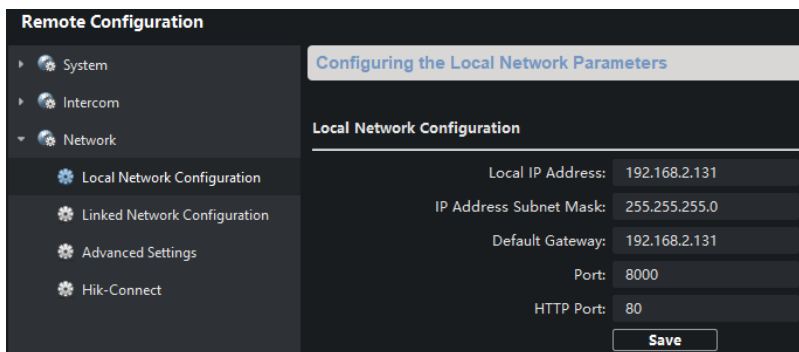 Remote Configuration
System
Intercom
Network
Local Network Configuration
Linked Network Configuration
Advanced Settings
Hik-Connect
Configuring the Local Network Parameters
Local Network Configuration
Local IP Address: 192.168.2.131
IP Address Subnet Mask: 255.255.255.0
Default Gateway: 192.168.2.131
Port: 8000
HTTP Port: 80
Save